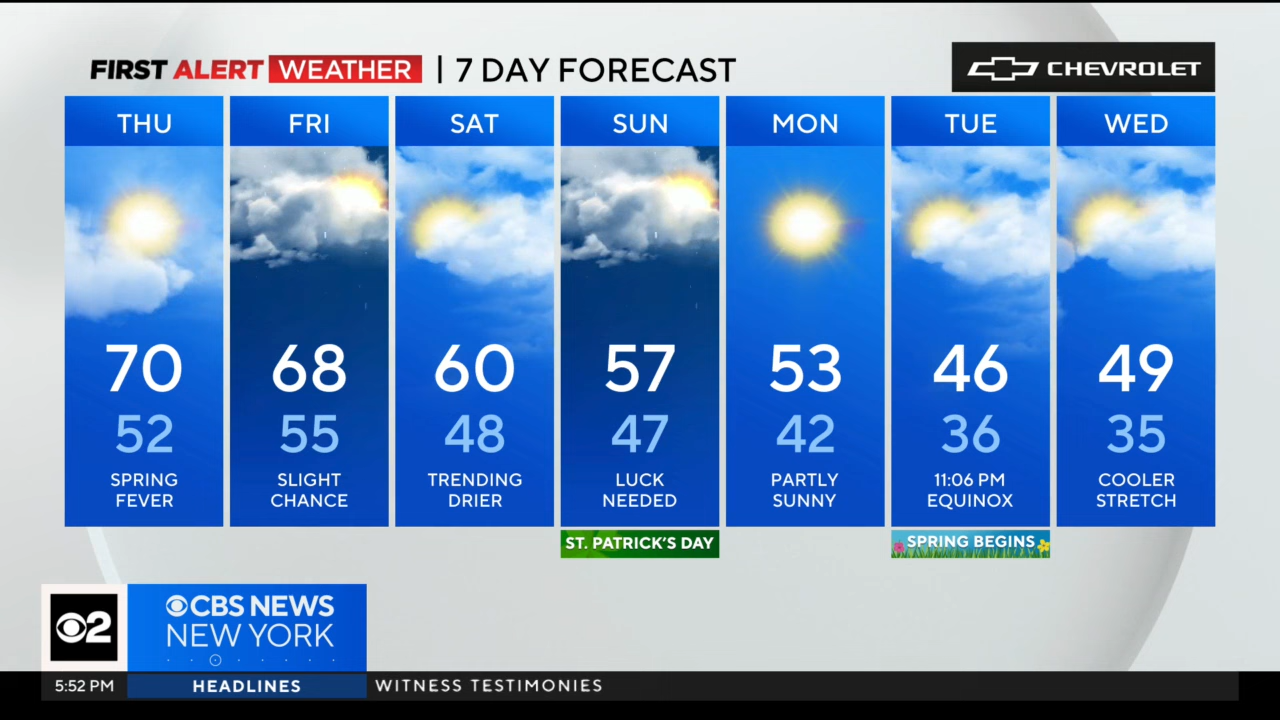 FIRST ALERT WEATHER | 7 DAY FORECAST
CHEVROLET
THU
FRI
SAT
SUN
MON
TUE
WED
70
68
60
57
53
46
49
52
55
48
47
42
36
35
SPRING
FEVER
SLIGHT
CHANCE
TRENDING
DRIER
LUCK
NEEDED
PARTLY
SUNNY
11:06 PM
EQUINOX
COOLER
STRETCH
ST. PATRICK'S DAY
SPRING BEGINS
2
CBS NEWS
NEW YORK
5:52 PM
HEADLINES
WITNESS TESTIMONIES